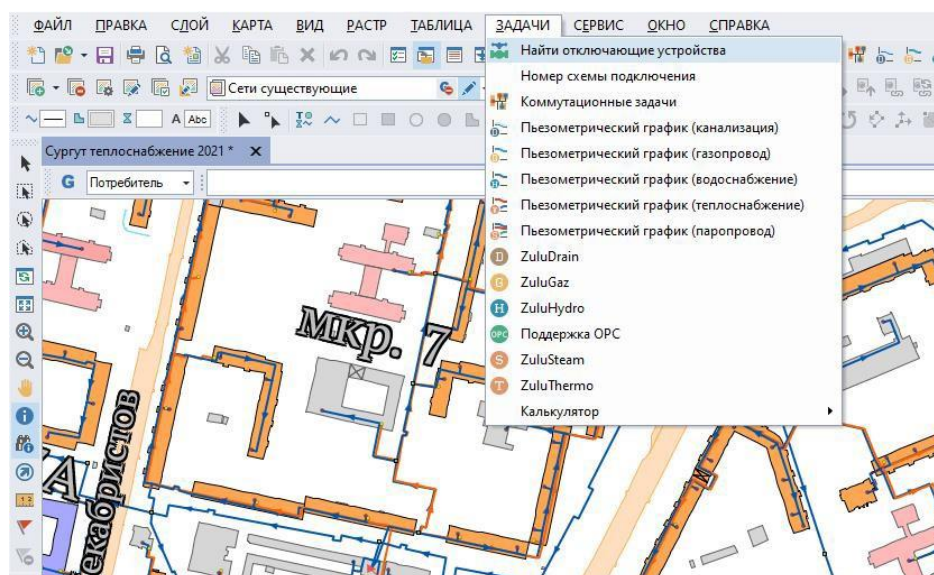 ФАЙЛ ПРАВКА СЛОЙ КАРТА ВИД РАСТР ТАБЛИЦА ЗАДАЧИ СЕРВИС ОКНО СПРАВКА
Сети существующие
A Abc
Сургут теплоснабжение 2021 *
G Потребитель
Найти отключающие устройства
Номер схемы подключения
Коммутационные задачи
Пьезометрический график (канализация)
Пьезометрический график (газопровод)
Пьезометрический график (водоснабжение)
Пьезометрический график (теплоснабжение)
Пьезометрический график (паропровод)
D ZuluDrain
G ZuluGaz
H ZuluHydro
OPC Поддержка OPC
S ZuluSteam
T ZuluThermo
Калькулятор
мкр. 7
екабристов
А
М